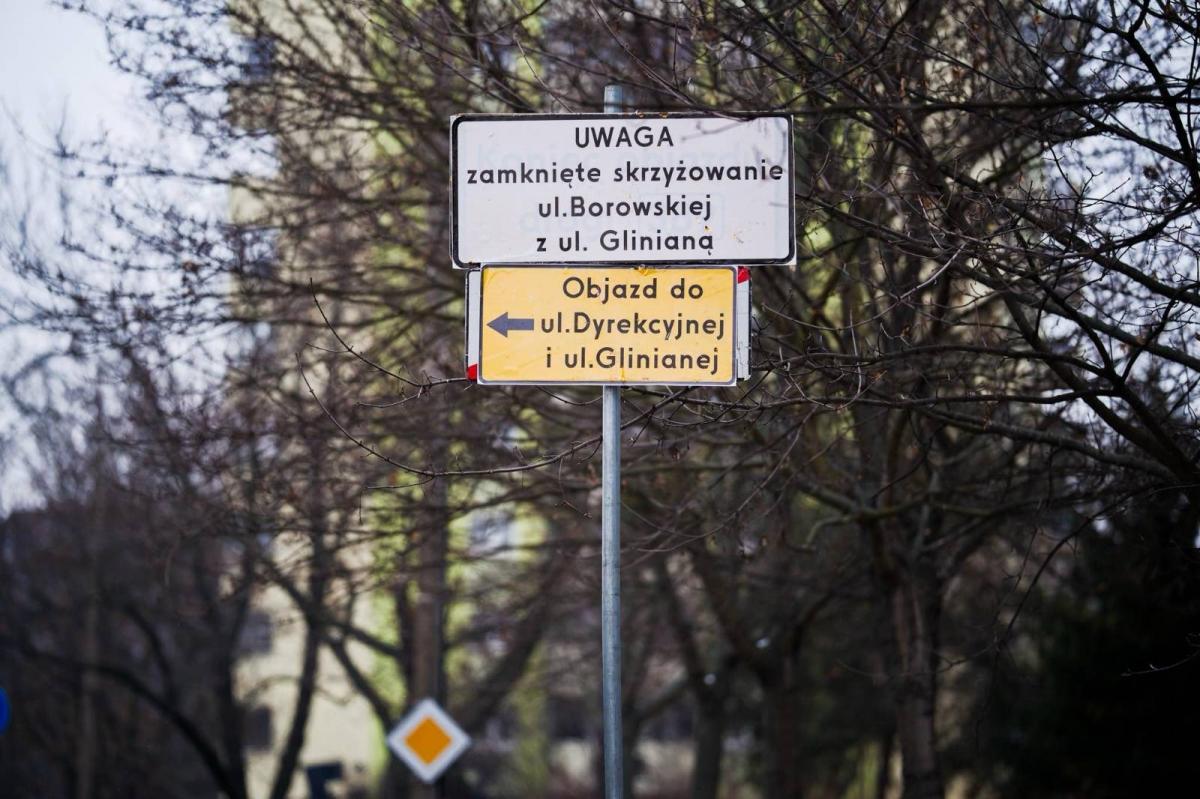 UWAGA
zamknięte skrzyżowanie
ul.Borowskiej
z ul. Glinianą
Objazd do
ul.Dyrekcyjnej
i ul.Glinianej